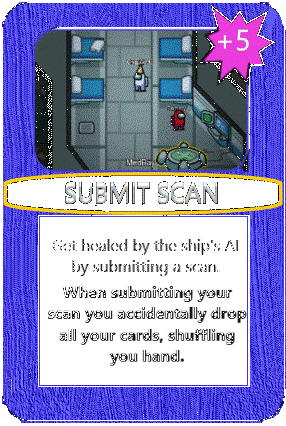 +5
MedBay
SUBMIT SCAN
Get healed by the ship's AI
by submitting a scan.
When submitting your
scan you accidentally drop
all your cards, shuffling
you hand.